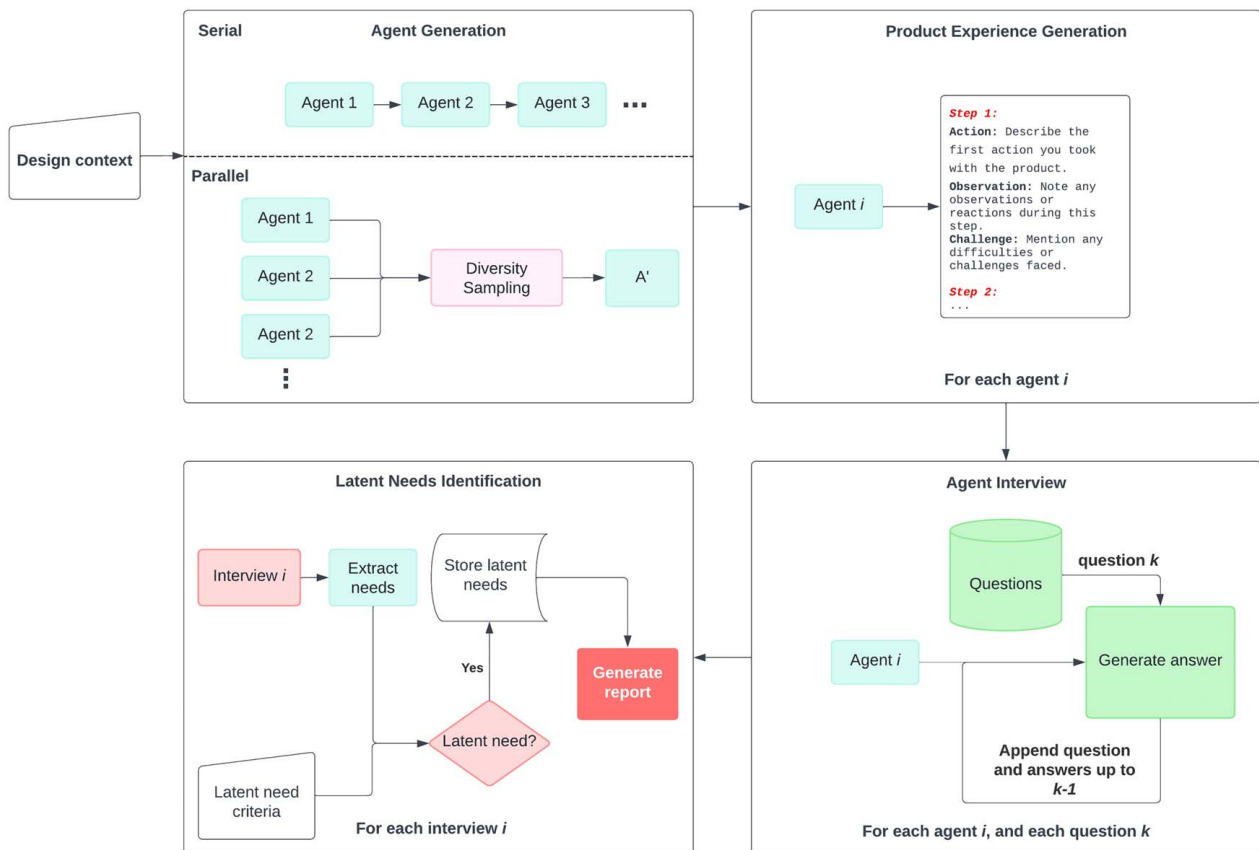 Serial
Agent Generation
Agent 1
Agent 2
Agent 3
...
Design context
Parallel
Agent 1
Agent 2
Agent 2
Diversity
Sampling
A'
Product Experience Generation
Agent i
Step 1:
Action: Describe the
first action you took
with the product.
Observation: Note any
observations or
reactions during this
step.
Challenge: Mention any
difficulties or
challenges faced.
Step 2:
...
For each agent i
Latent Needs Identification
Interview i
Extract
needs
Store latent
needs
Yes
Generate
report
Latent need?
Latent need
criteria
For each interview i
Agent Interview
Questions
question k
Agent i
Generate answer
Append question
and answers up to
k-1
For each agent i, and each question k